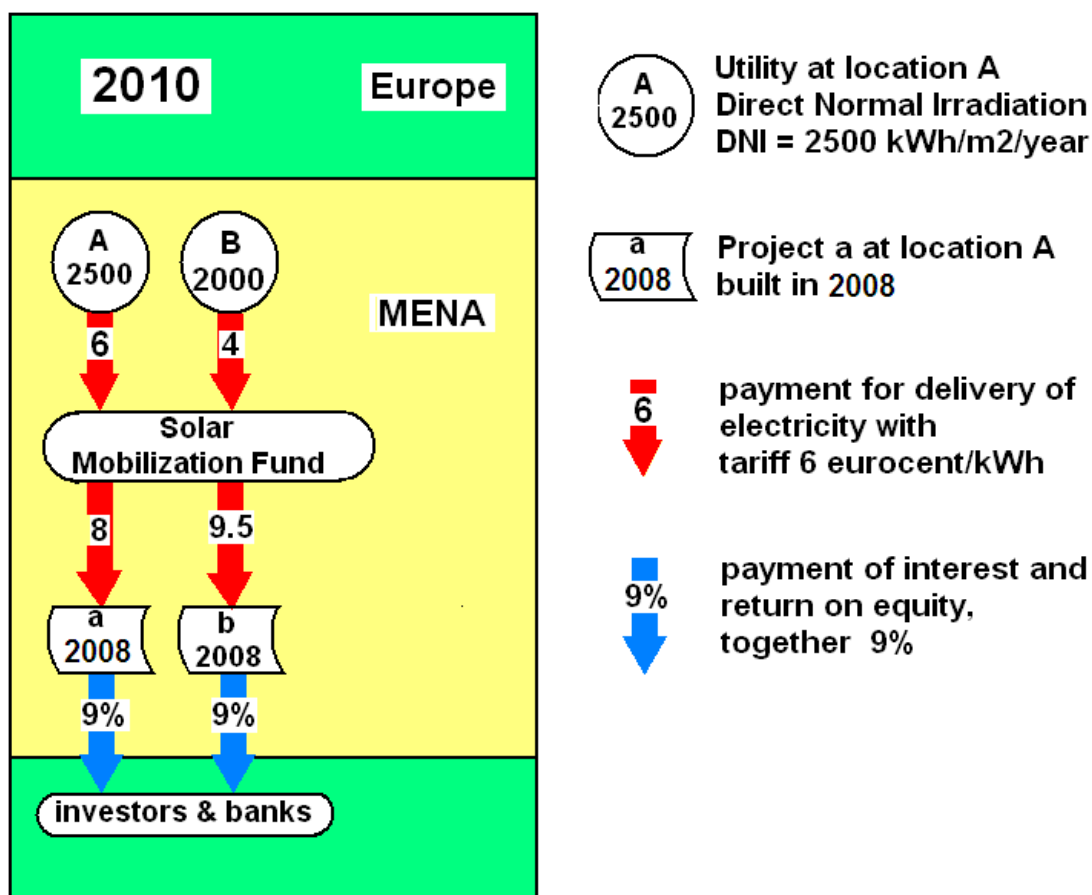 2010
Europe
A
2500
B
2000
MENA
6
4
Solar
Mobilization Fund
8
9.5
a
2008
b
2008
9%
9%
investors & banks
A
2500
Utility at location A
Direct Normal Irradiation
DNI = 2500 kWh/m2/year
a
2008
Project a at location A
built in 2008
6
payment for delivery of
electricity with
tariff 6 eurocent/kWh
9%
payment of interest and
return on equity,
together 9%